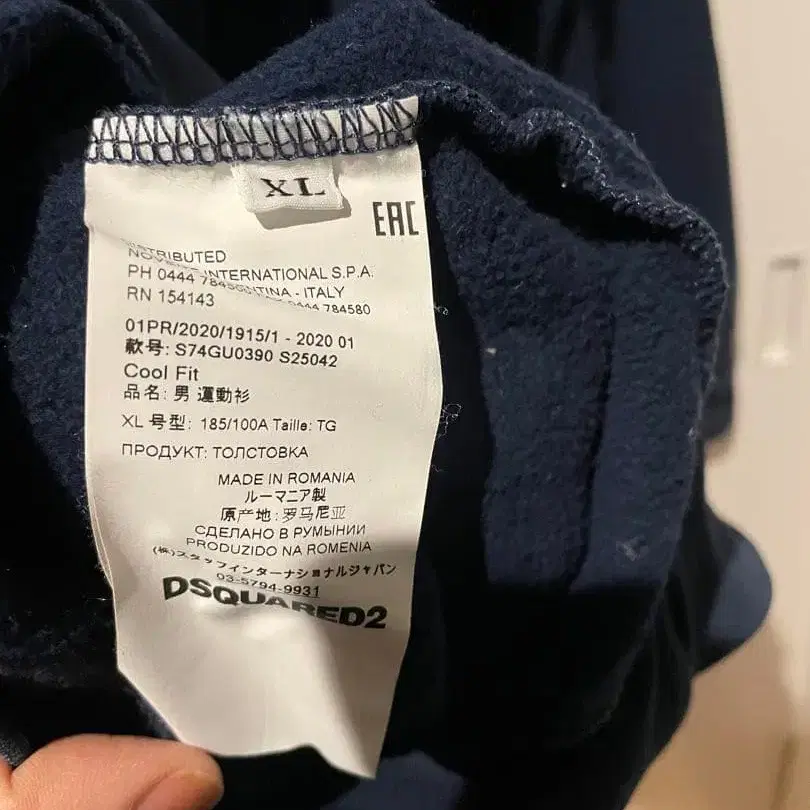 XL
EAC
DISTRIBUTED
INTERNATIONAL S.P.A.
PH 0444 784 - ITALY
0444 784580
RN 154143
01PR/2020/1915/1 - 2020 01
款号: S74GU0390 S25042
Cool Fit
品名: 男 運動衫
XL 号型: 185/100A Taille: TG
ПРОДУКТ: ТОЛСТОВКА
MADE IN ROMANIA
ルーマニア製
原产地: 罗马尼亚
СДЕЛАНО В РУМЫНИИ
PRODUZIDO NA ROMENIA
(株)スタッフインターナショナルジャパン
03-5794-9931
DSQUARED2